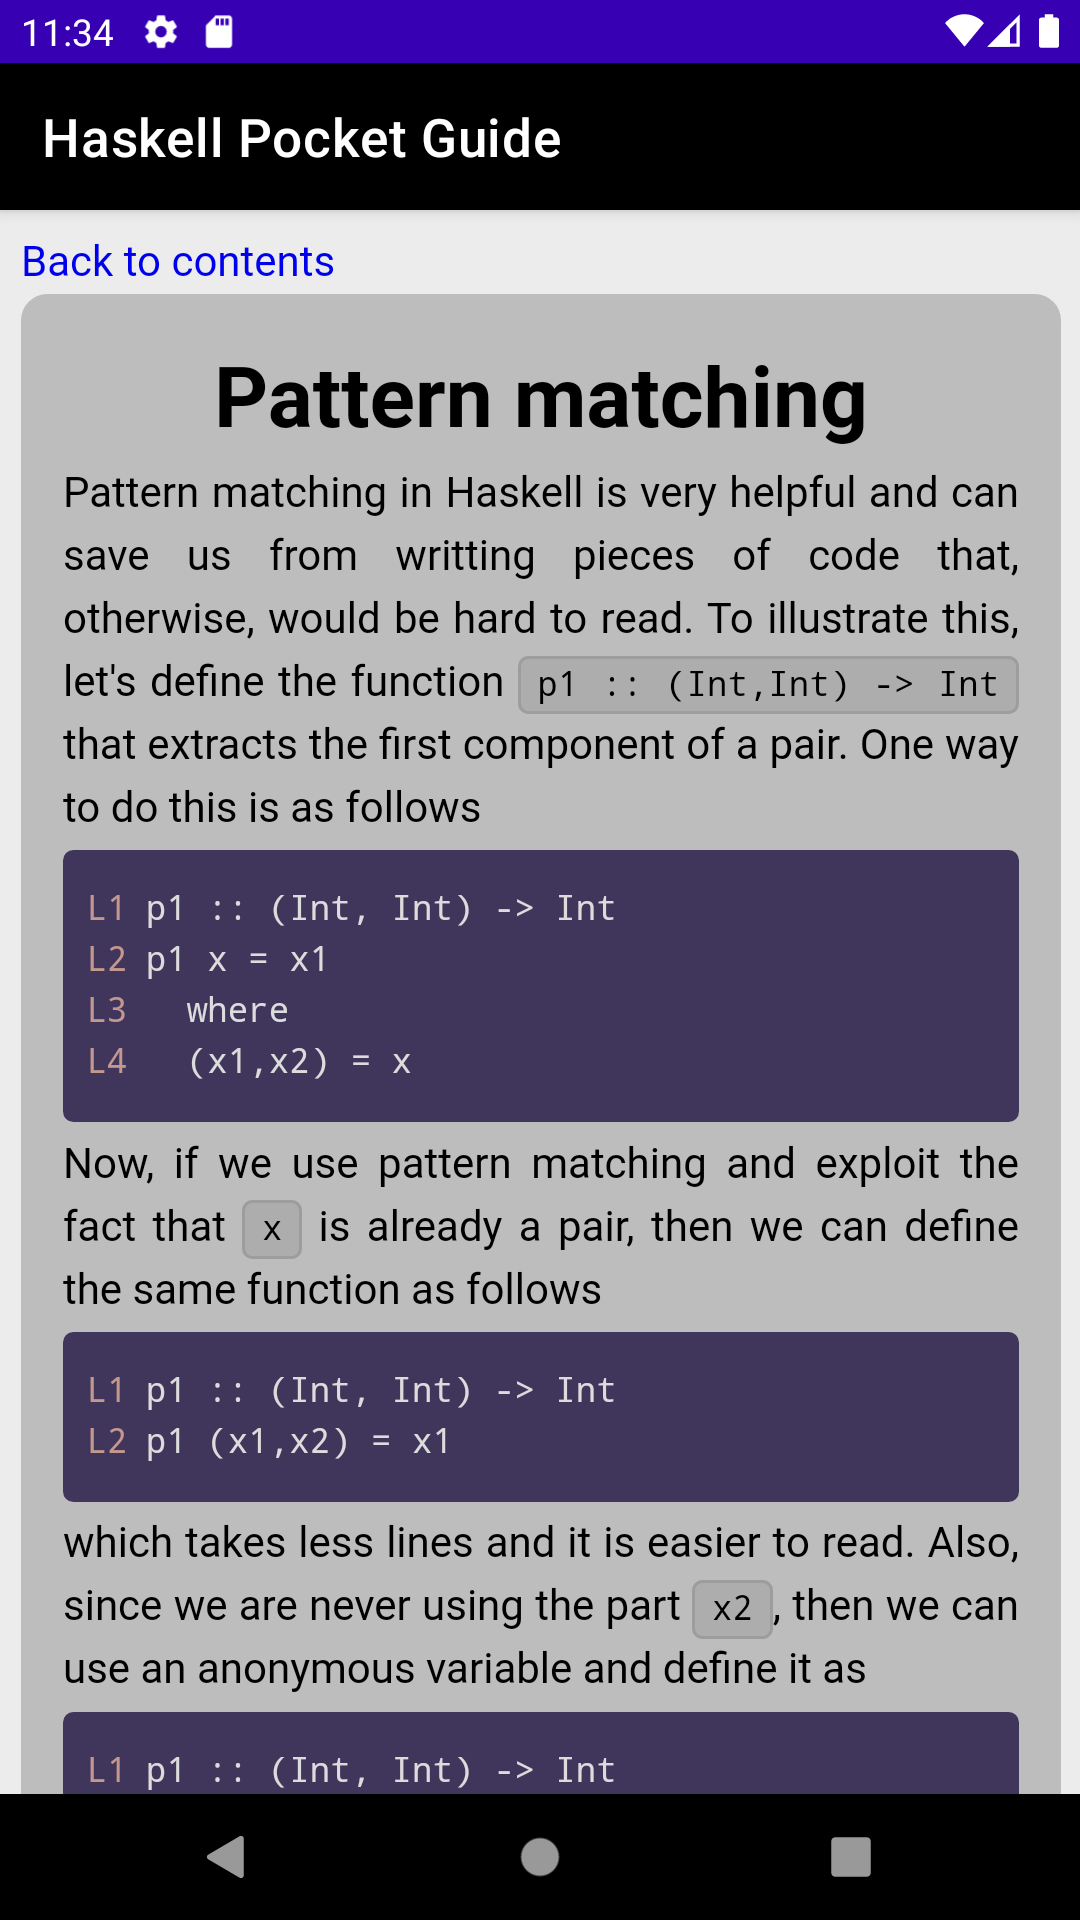 11:34
Haskell Pocket Guide
Back to contents
Pattern matching
Pattern matching in Haskell is very helpful and can
save us from writting pieces of code that,
otherwise, would be hard to read. To illustrate this,
let's define the function p1 :: (Int,Int) -> Int
that extracts the first component of a pair. One way
to do this is as follows
L1 p1 :: (Int, Int) -> Int
L2 p1 x = x1
L3   where
L4   (x1,x2) = x
Now, if we use pattern matching and exploit the
fact that x is already a pair, then we can define
the same function as follows
L1 p1 :: (Int, Int) -> Int
L2 p1 (x1,x2) = x1
which takes less lines and it is easier to read. Also,
since we are never using the part x2, then we can
use an anonymous variable and define it as
L1 p1 :: (Int, Int) -> Int